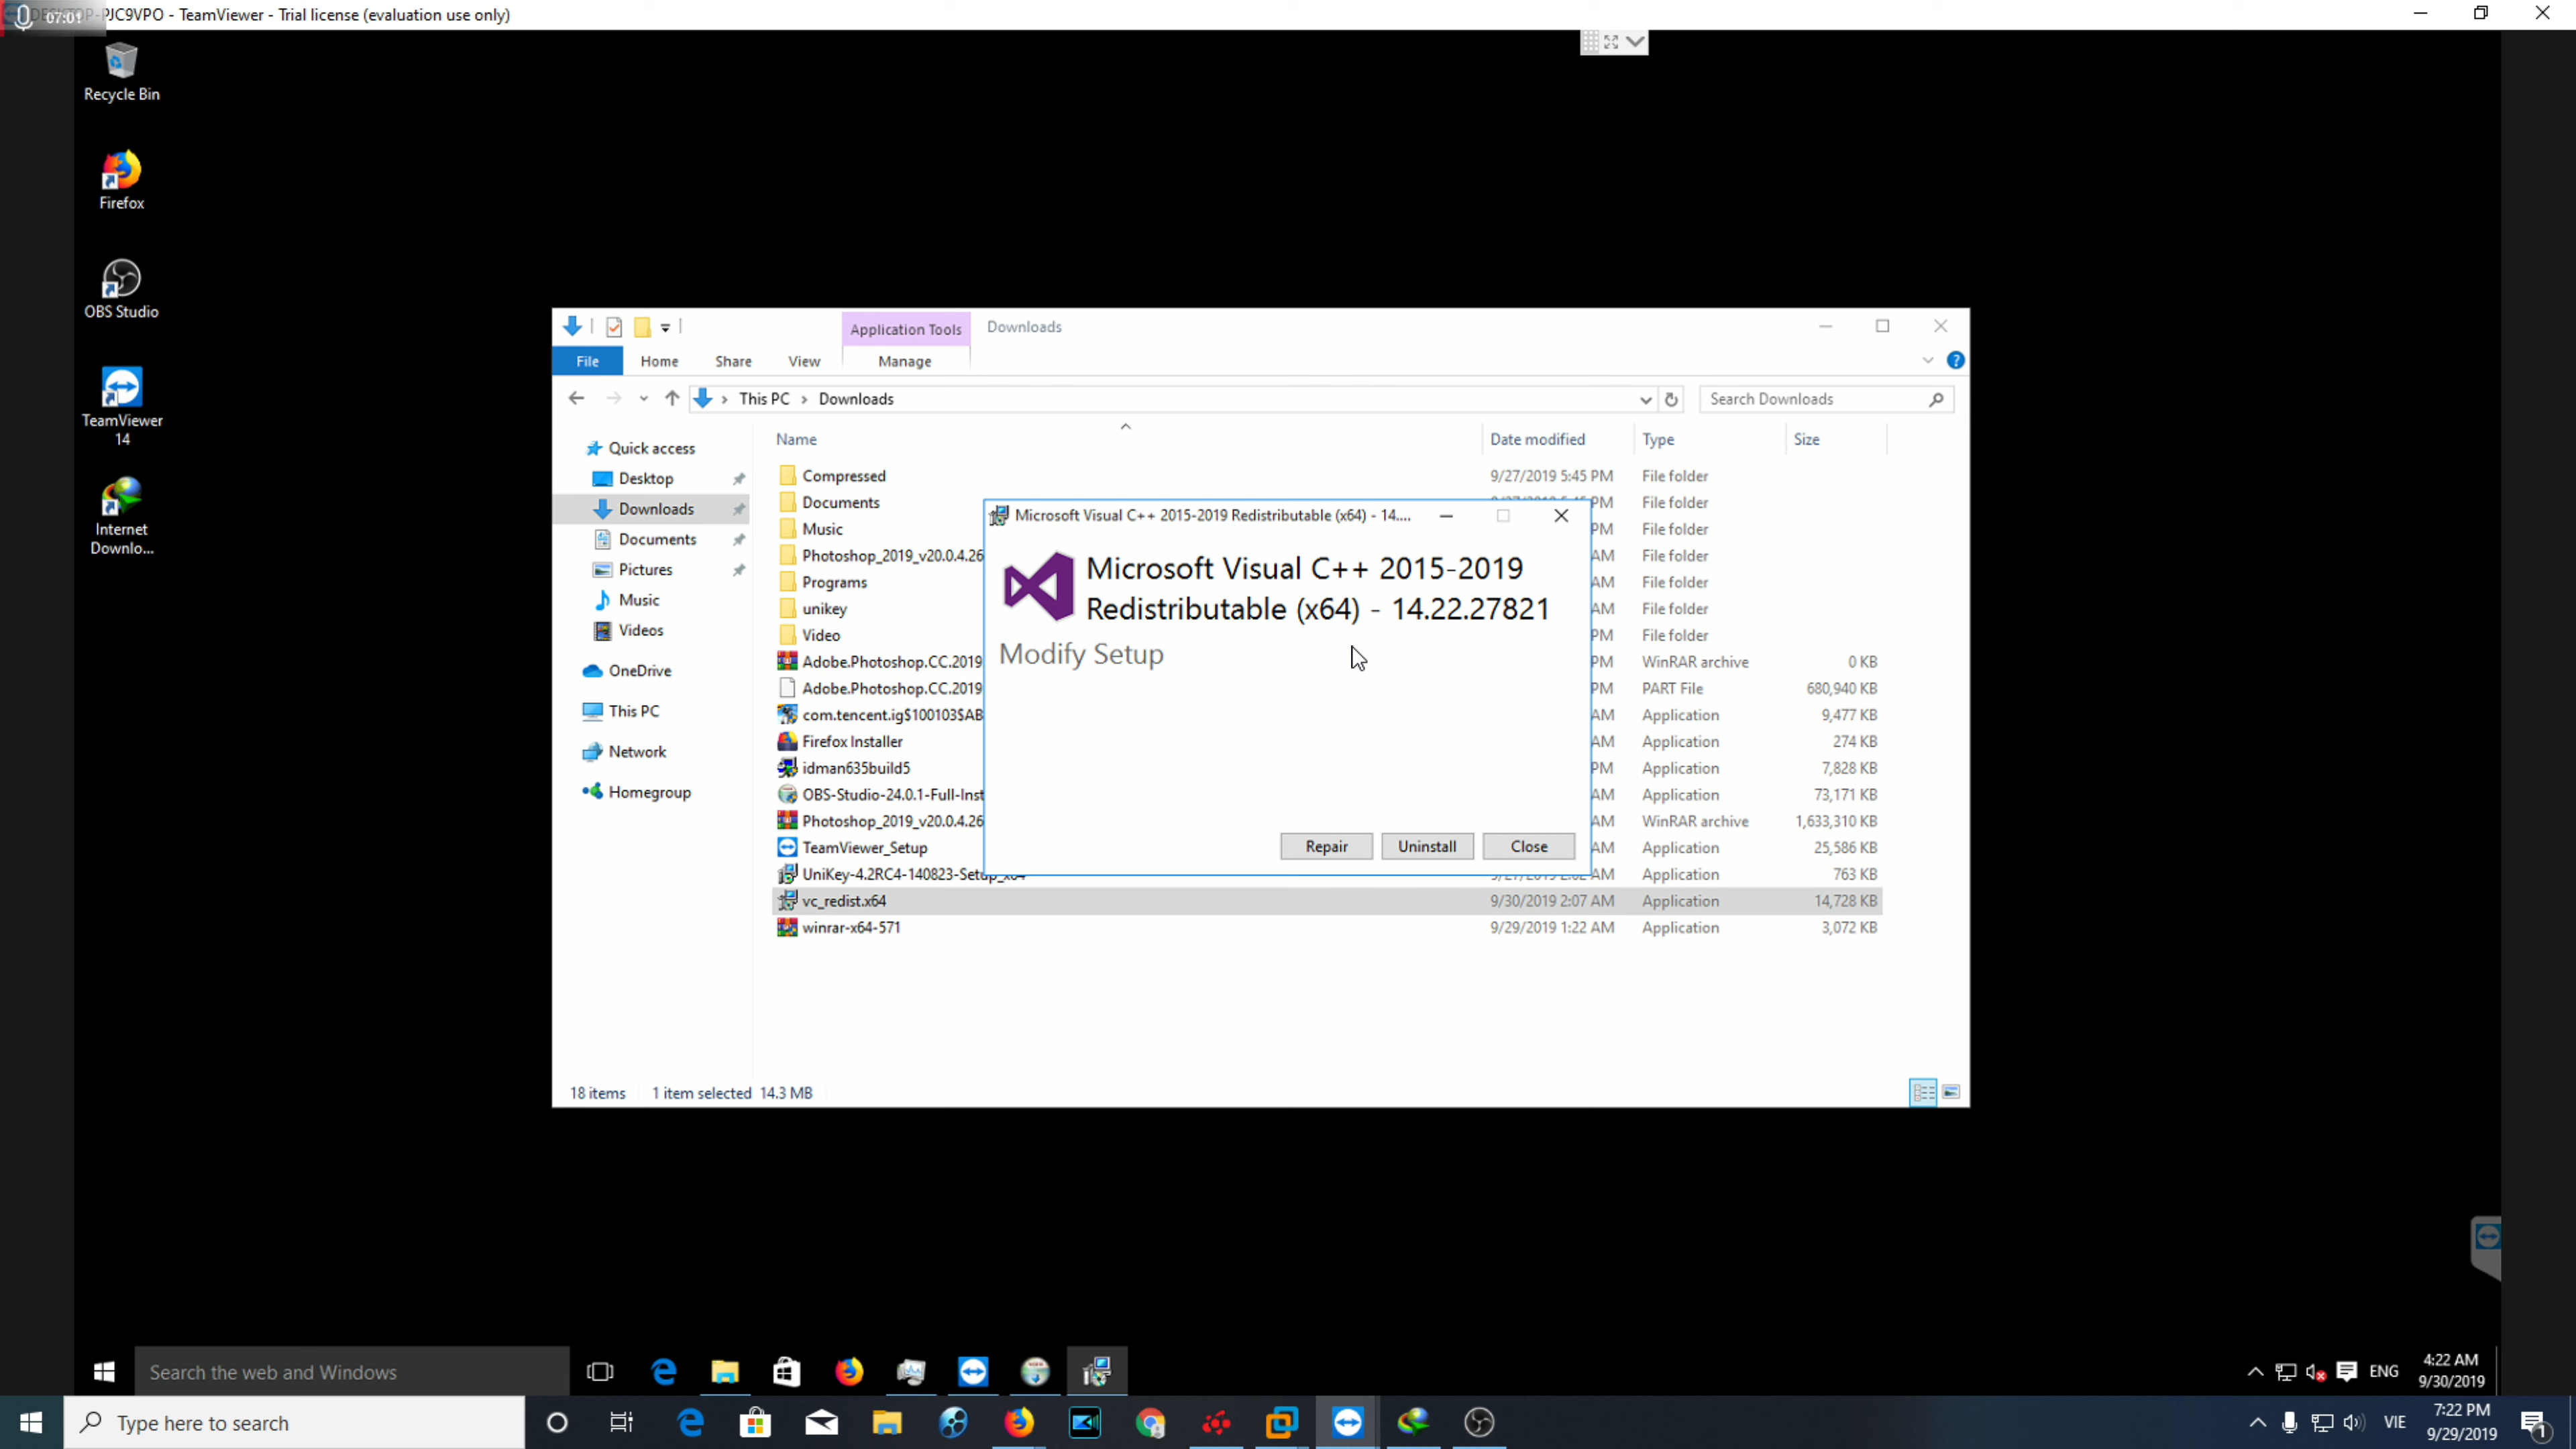 07:01
-PJC9VPO - TeamViewer - Trial license (evaluation use only)
Recycle Bin
Firefox
OBS Studio
TeamViewer
14
Internet
Downlo...
Application Tools
Downloads
File
Home
Share
View
Manage
This PC
Downloads
Search Downloads
Name
Date modified
Type
Size
Quick access
Desktop
Downloads
Documents
Pictures
Music
Videos
OneDrive
This PC
Network
Homegroup
Compressed 9/27/2019 5:45 PM File folder
Documents PM File folder
Music PM File folder
Photoshop_2019_v20.0.4.26 AM File folder
Programs AM File folder
unikey AM File folder
Video PM File folder
Adobe.Photoshop.CC.2019 PM WinRAR archive 0 KB
Adobe.Photoshop.CC.2019 PM PART File 680,940 KB
com.tencent.ig$100103$AB AM Application 9,477 KB
Firefox Installer AM Application 274 KB
idman635build5 PM Application 7,828 KB
OBS-Studio-24.0.1-Full-Inst AM Application 73,171 KB
Photoshop_2019_v20.0.4.26 AM WinRAR archive 1,633,310 KB
TeamViewer_Setup AM Application 25,586 KB
UniKey-4.2RC4-140823-Setup_x64 AM Application 763 KB
vc_redist.x64 9/30/2019 2:07 AM Application 14,728 KB
winrar-x64-571 9/29/2019 1:22 AM Application 3,072 KB
Microsoft Visual C++ 2015-2019 Redistributable (x64) - 14....
Microsoft Visual C++ 2015-2019
Redistributable (x64) - 14.22.27821
Modify Setup
Repair
Uninstall
Close
18 items
1 item selected 14.3 MB
Search the web and Windows
ENG
4:22 AM
9/30/2019
Type here to search
VIE
7:22 PM
9/29/2019
1